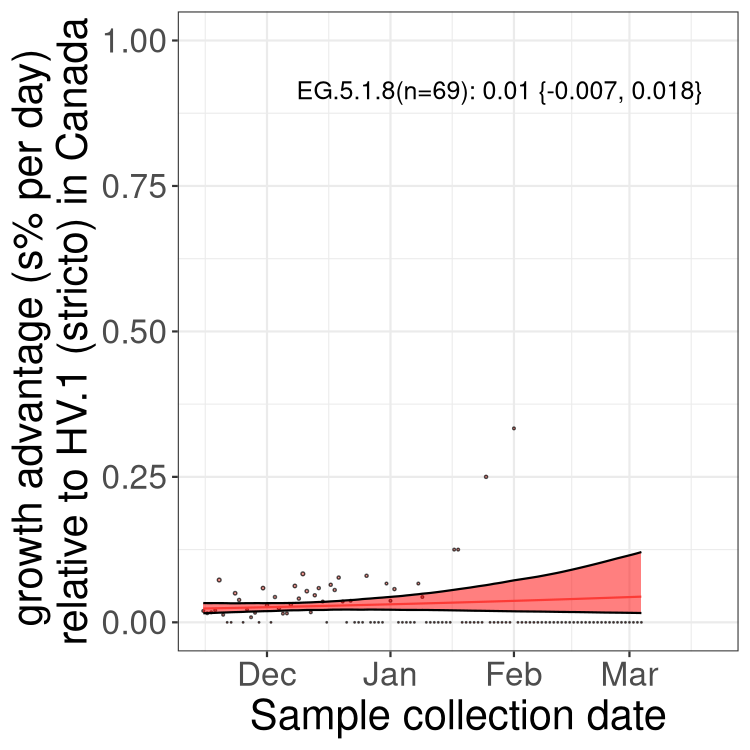 growth advantage (s% per day)
relative to HV.1 (stricto) in Canada
1.00
0.75
0.50
0.25
0.00
EG.5.1.8(n=69): 0.01 {-0.007, 0.018}
Dec Jan Feb Mar
Sample collection date